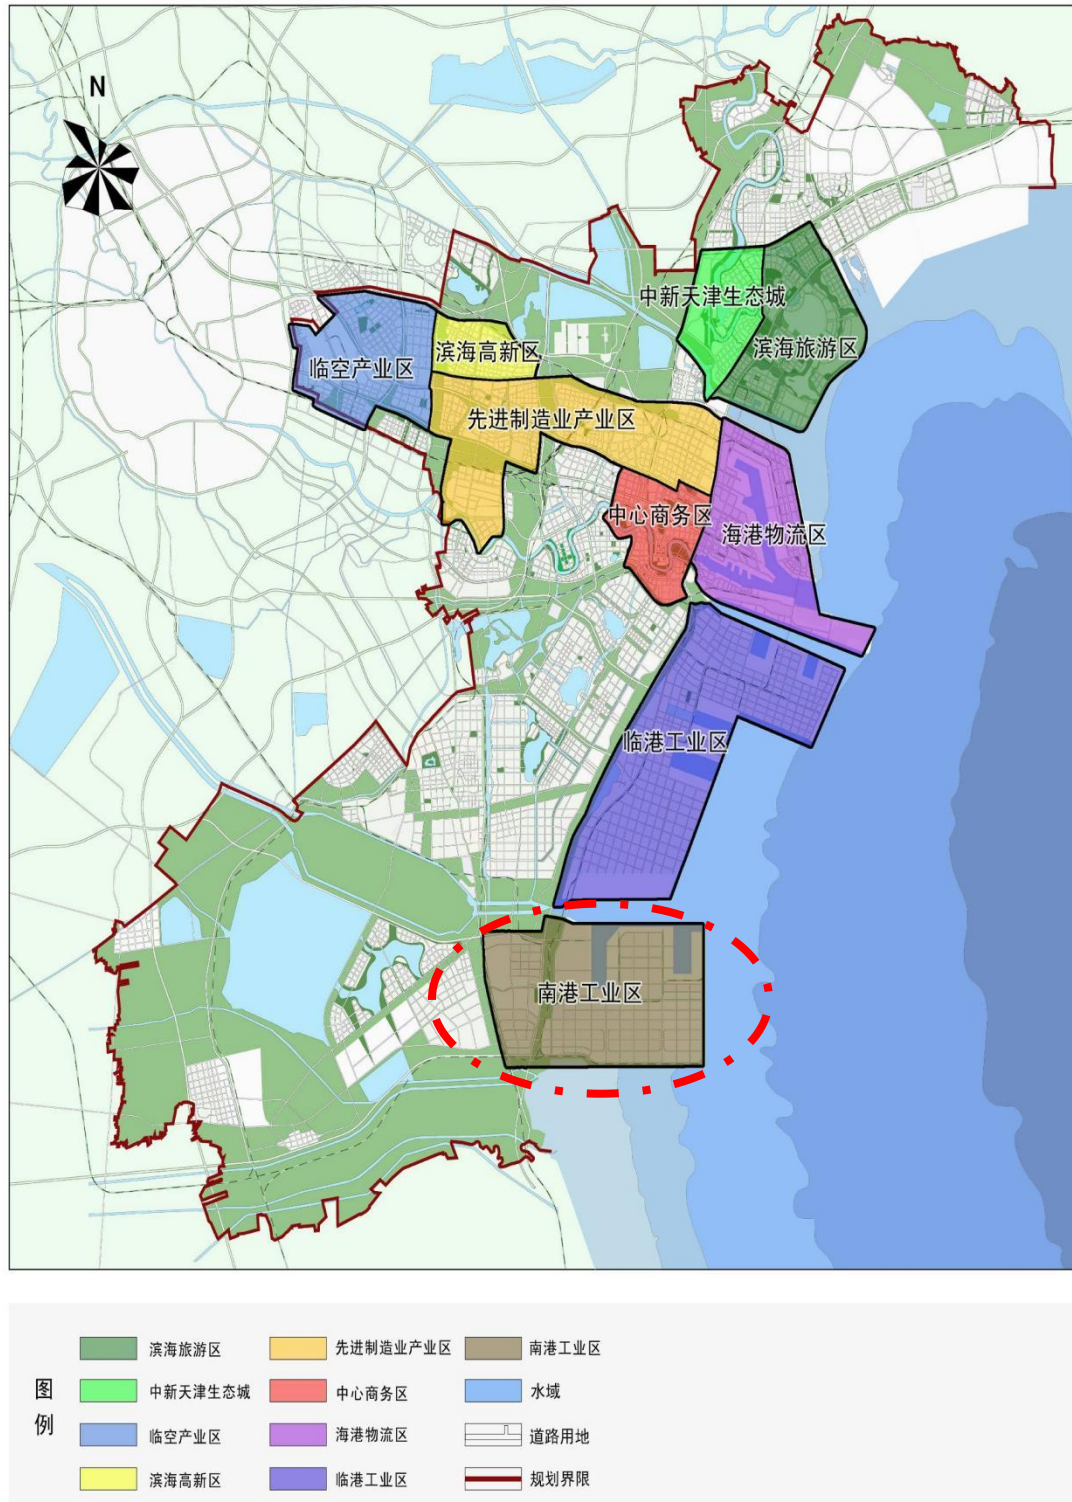 N
中新天津生态城
滨海旅游区
滨海高新区
临空产业区
先进制造业产业区
中心商务区
海港物流区
临港工业区
南港工业区
图例
滨海旅游区
先进制造业产业区
南港工业区
中新天津生态城
中心商务区
水域
临空产业区
海港物流区
道路用地
滨海高新区
临港工业区
规划界限